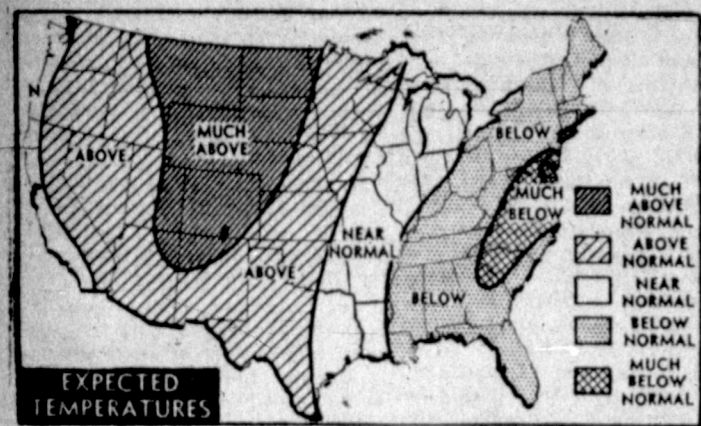 N
ABOVE
MUCH
ABOVE
ABOVE
NEAR
NORMAL
BELOW
BELOW
MUCH
BELOW
MUCH
ABOVE
NORMAL
ABOVE
NORMAL
NEAR
NORMAL
BELOW
NORMAL
MUCH
BELOW
NORMAL
EXPECTED
TEMPERATURES